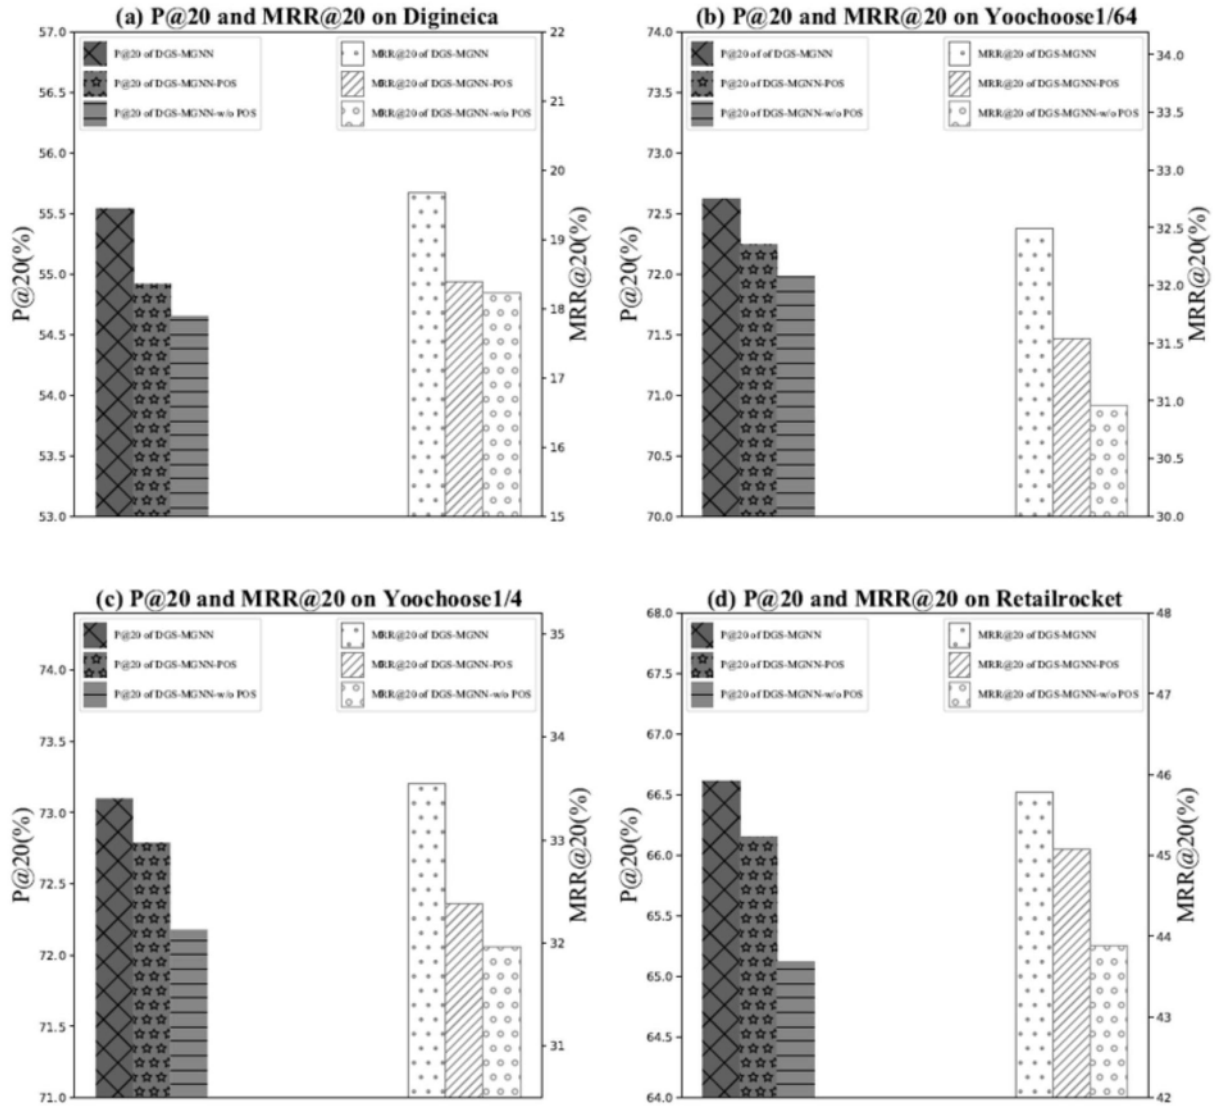 (a) P@20 and MRR@20 on Digineica
57.0
56.5
56.0
55.5
55.0
54.5
54.0
53.5
53.0
P@20(%)
P@20 of DGS-MGNN
P@20 of DGS-MGNN-POS
P@20 of DGS-MGNN-w/o POS
MRR@20 of DGS-MGNN
MRR@20 of DGS-MGNN-POS
MRR@20 of DGS-MGNN-w/o POS
22
21
20
19
18
17
16
15
MRR@20(%)
(b) P@20 and MRR@20 on Yoochoose1/64
74.0
73.5
73.0
72.5
72.0
71.5
71.0
70.5
70.0
P@20(%)
P@20 of of DGS-MGNN
P@20 of DGS-MGNN-POS
P@20 of DGS-MGNN-w/o POS
MRR@20 of DGS-MGNN
MRR@20 of DGS-MGNN-POS
MRR@20 of DGS-MGNN-w/o POS
34.0
33.5
33.0
32.5
32.0
31.5
31.0
30.5
30.0
MRR@20(%)
(c) P@20 and MRR@20 on Yoochoose1/4
74.0
73.5
73.0
72.5
72.0
71.5
71.0
P@20(%)
P@20 of DGS-MGNN
P@20 of DGS-MGNN-POS
P@20 of DGS-MGNN-w/o POS
MRR@20 of DGS-MGNN
MRR@20 of DGS-MGNN-POS
MRR@20 of DGS-MGNN-w/o POS
35
34
33
32
31
MRR@20(%)
(d) P@20 and MRR@20 on Retailrocket
68.0
67.5
67.0
66.5
66.0
65.5
65.0
64.5
64.0
P@20(%)
P@20 of DGS-MGNN
P@20 of DGS-MGNN-POS
P@20 of DGS-MGNN-w/o POS
MRR@20 of DGS-MGNN
MRR@20 of DGS-MGNN-POS
MRR@20 of DGS-MGNN-w/o POS
48
47
46
45
44
43
42
MRR@20(%)